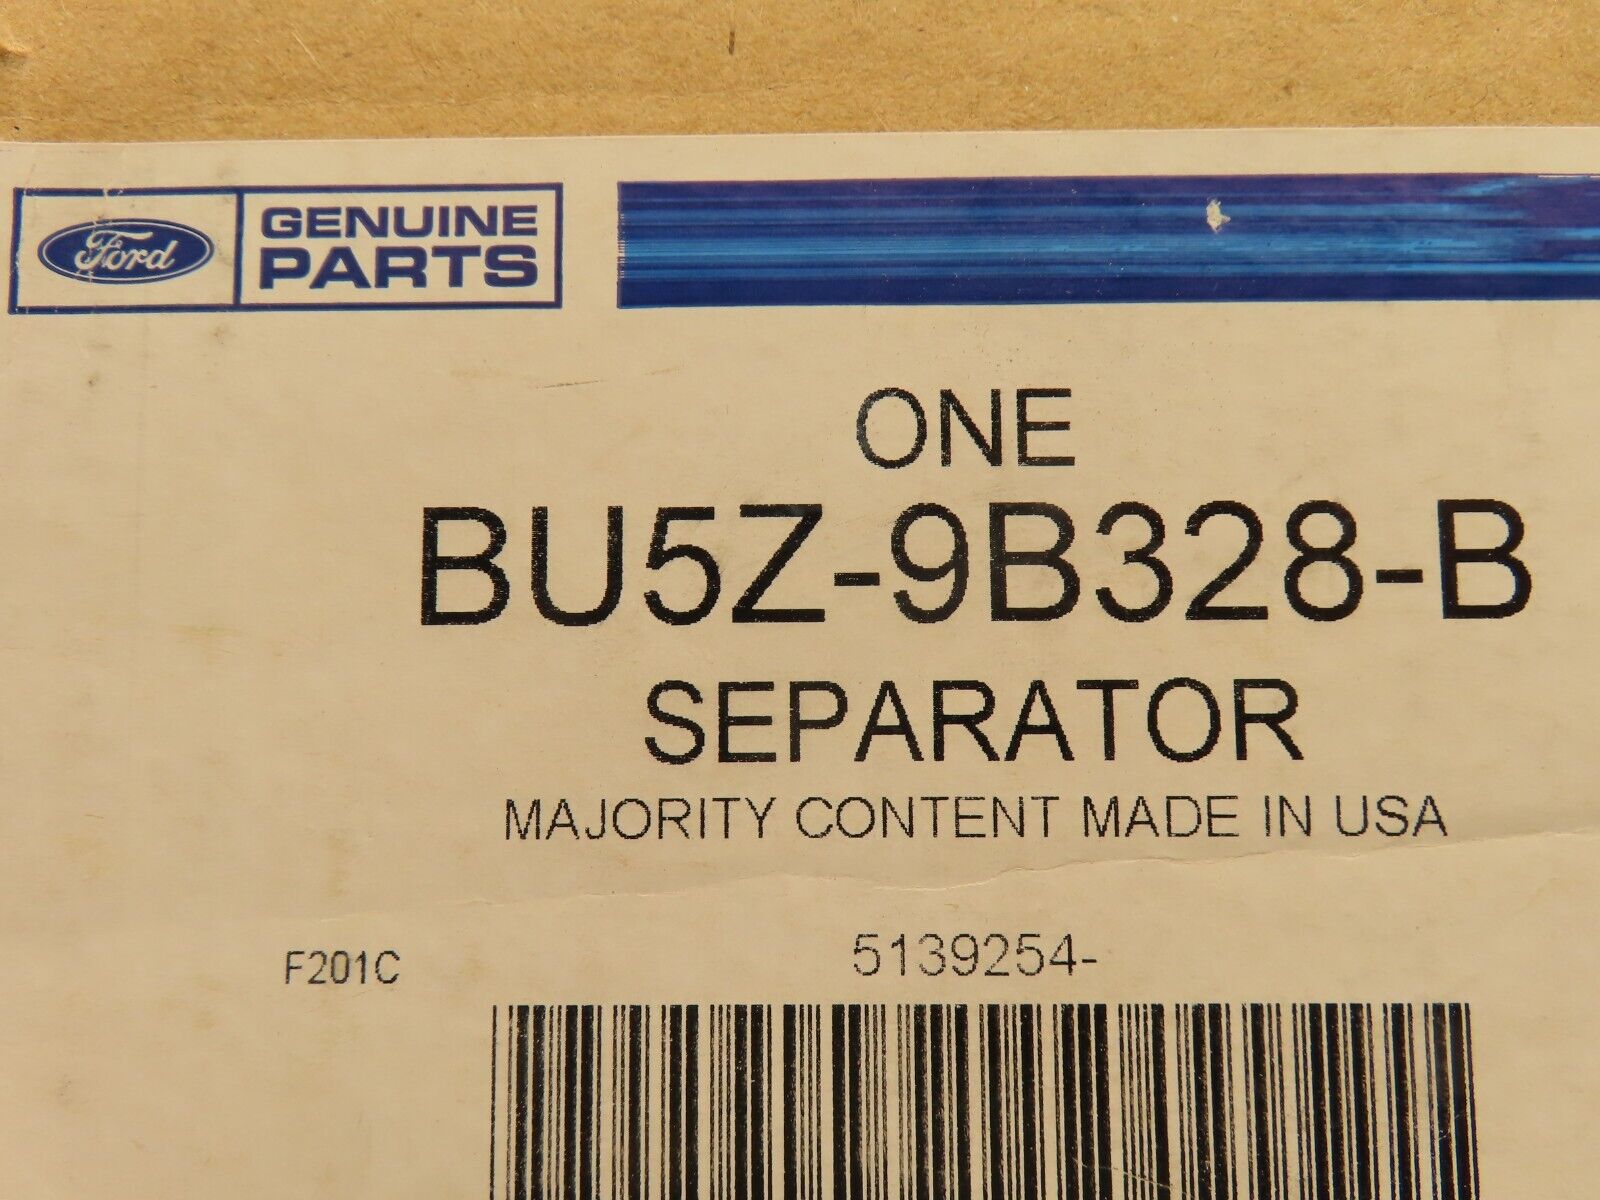 Ford
GENUINE
PARTS
ONE
BU5Z-9B328-B
SEPARATOR
MAJORITY CONTENT MADE IN USA
F201C
5139254-